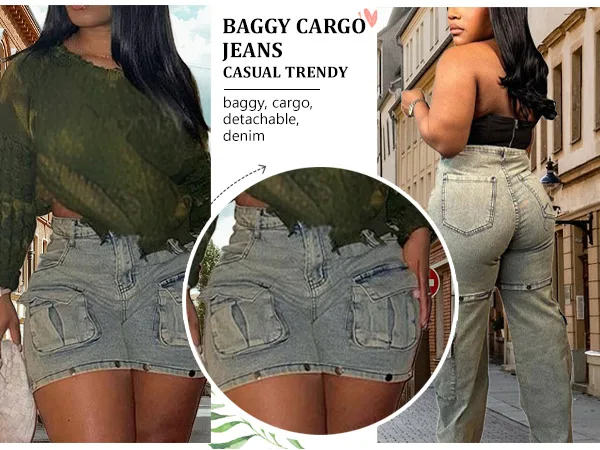 BAGGY CARGO
JEANS
CASUAL TRENDY
baggy, cargo,
detachable,
denim